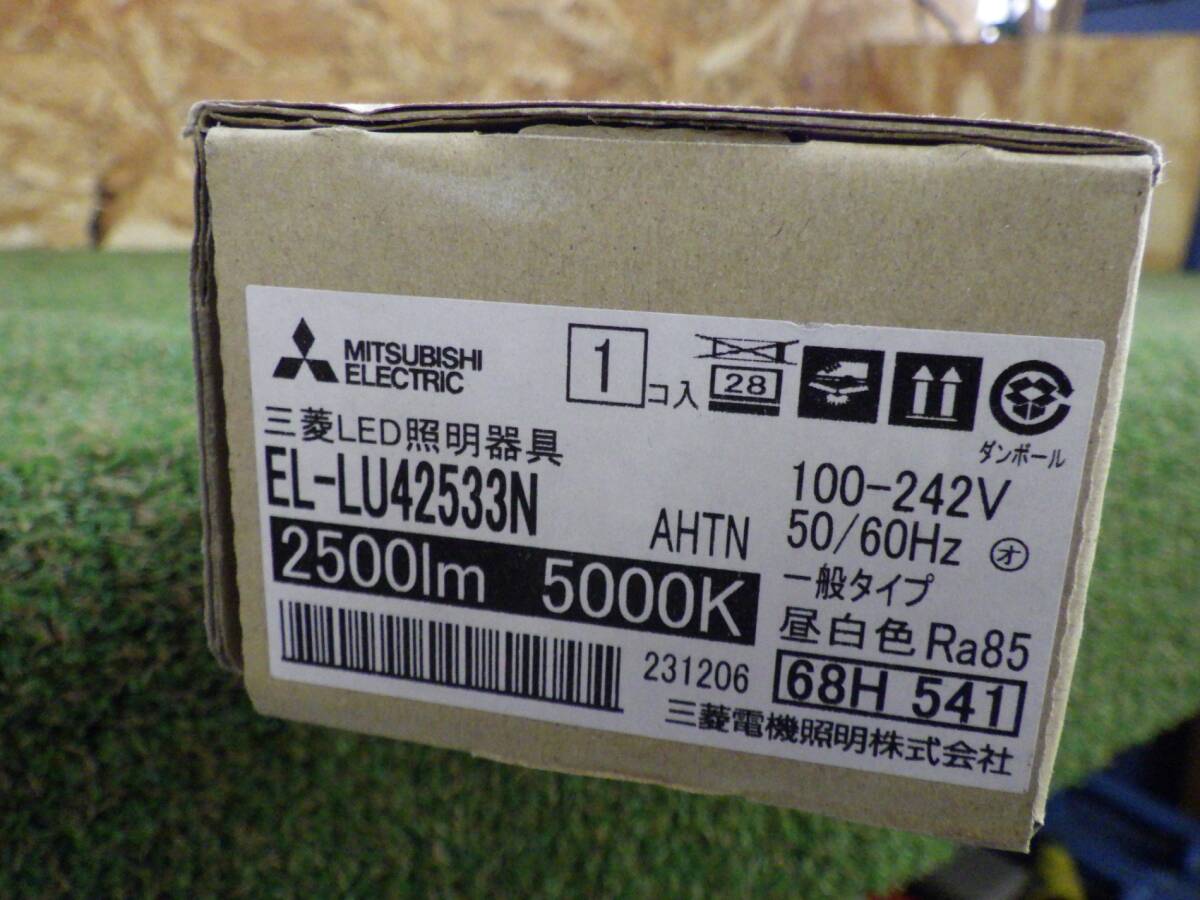 MITSUBISHI
ELECTRIC
1
コ入
28
ダンボール
三菱LED照明器具
EL-LU42533N
AHTN
2500lm 5000K
100-242V
50/60Hz オ
一般タイプ
昼白色 Ra85
68H 541
231206
三菱電機照明株式会社